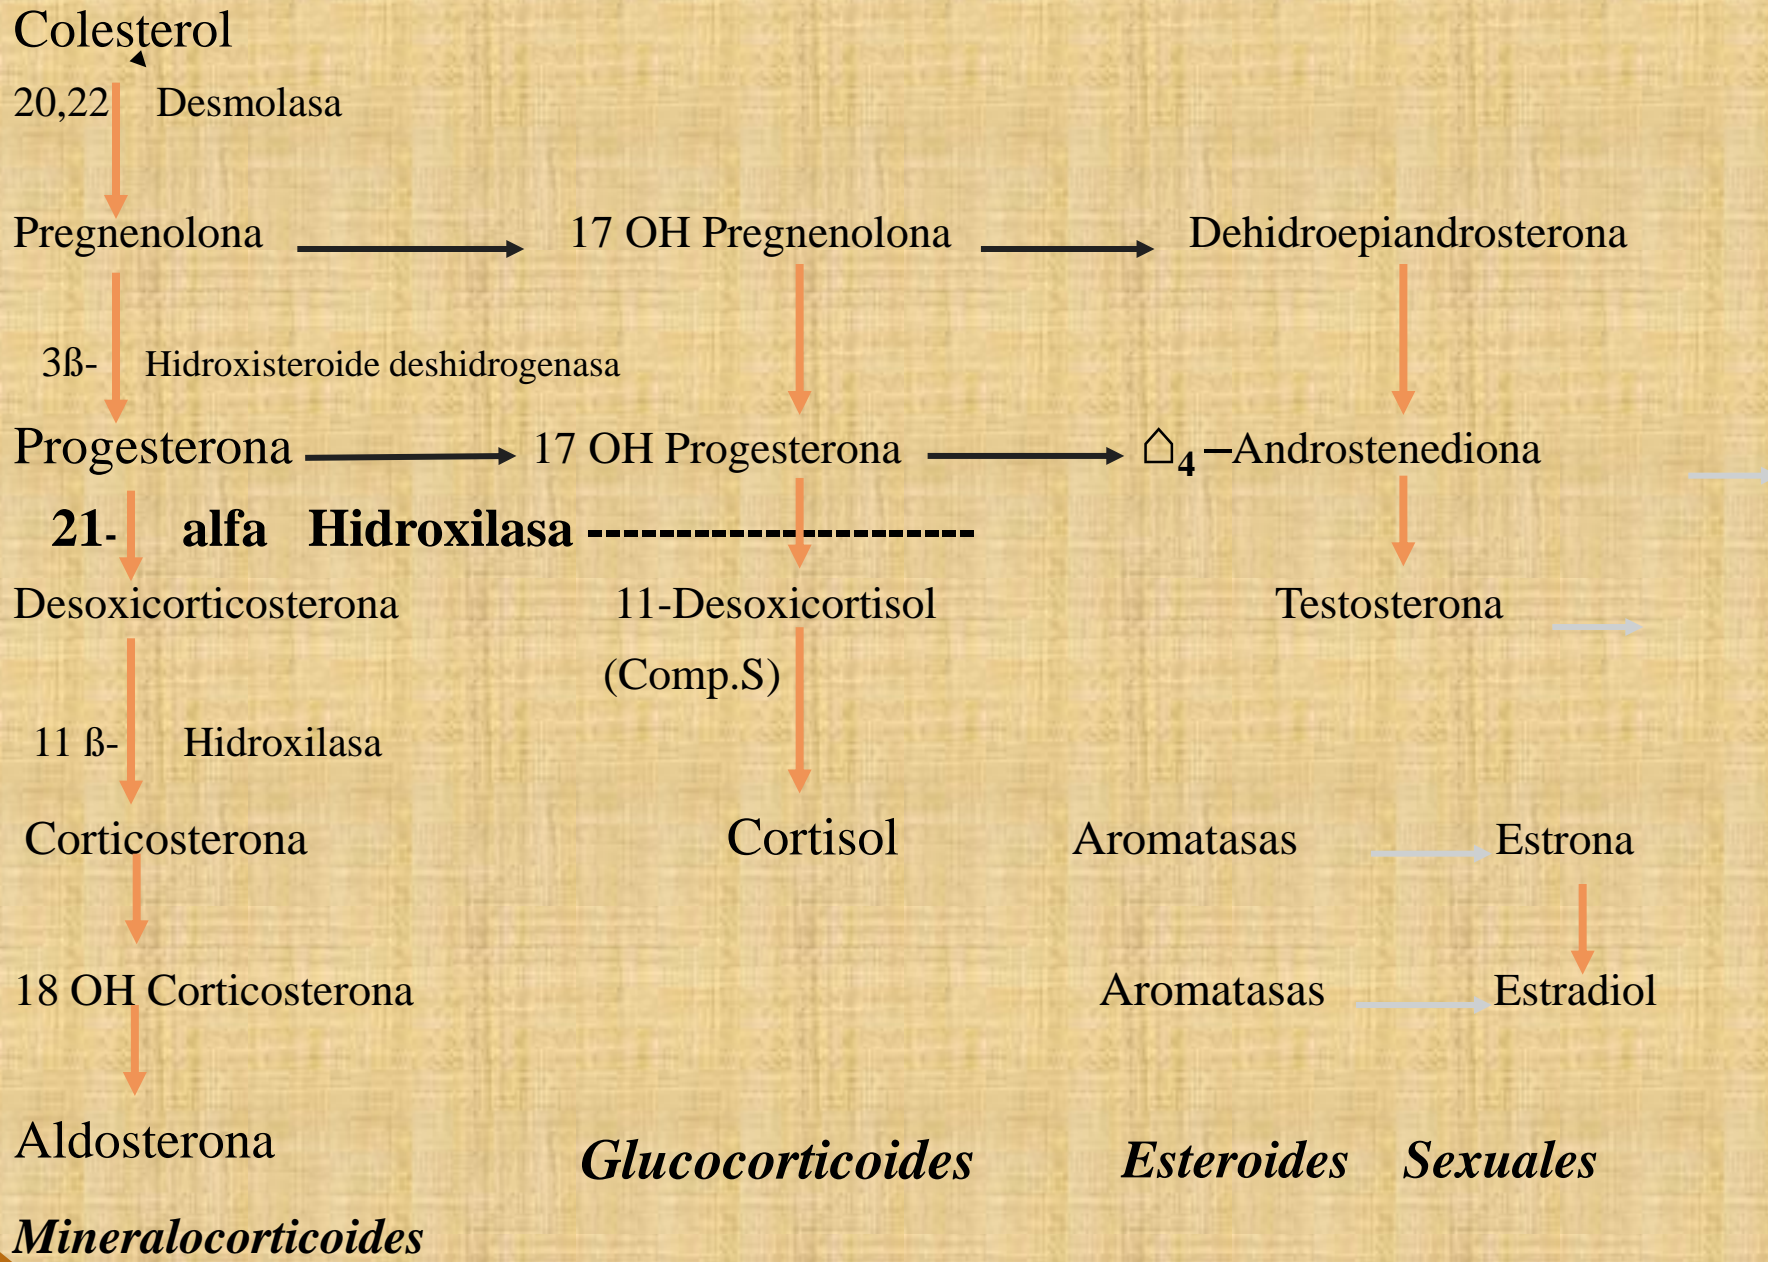 Colesterol
20,22 Desmolasa
Pregnenolona 17 OH Pregnenolona Dehidroepiandrosterona
3ß- Hidroxisteroide deshidrogenasa
Progesterona 17 OH Progesterona ⌂4 –Androstenediona
21- alfa Hidroxilasa ----------------------
Desoxicorticosterona 11-Desoxicortisol Testosterona
(Comp.S)
11 ß- Hidroxilasa
Corticosterona Cortisol Aromatasas Estrona
18 OH Corticosterona Aromatasas Estradiol
Aldosterona Glucocorticoides Esteroides Sexuales
Mineralocorticoides